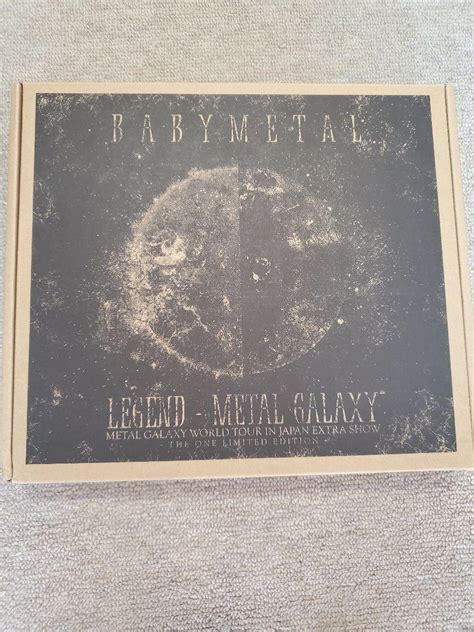 BABYMETAL
LEGEND - METAL GALAXY
METAL GALAXY WORLD TOUR IN JAPAN EXTRA SHOW
- THE ONE LIMITED EDITION -